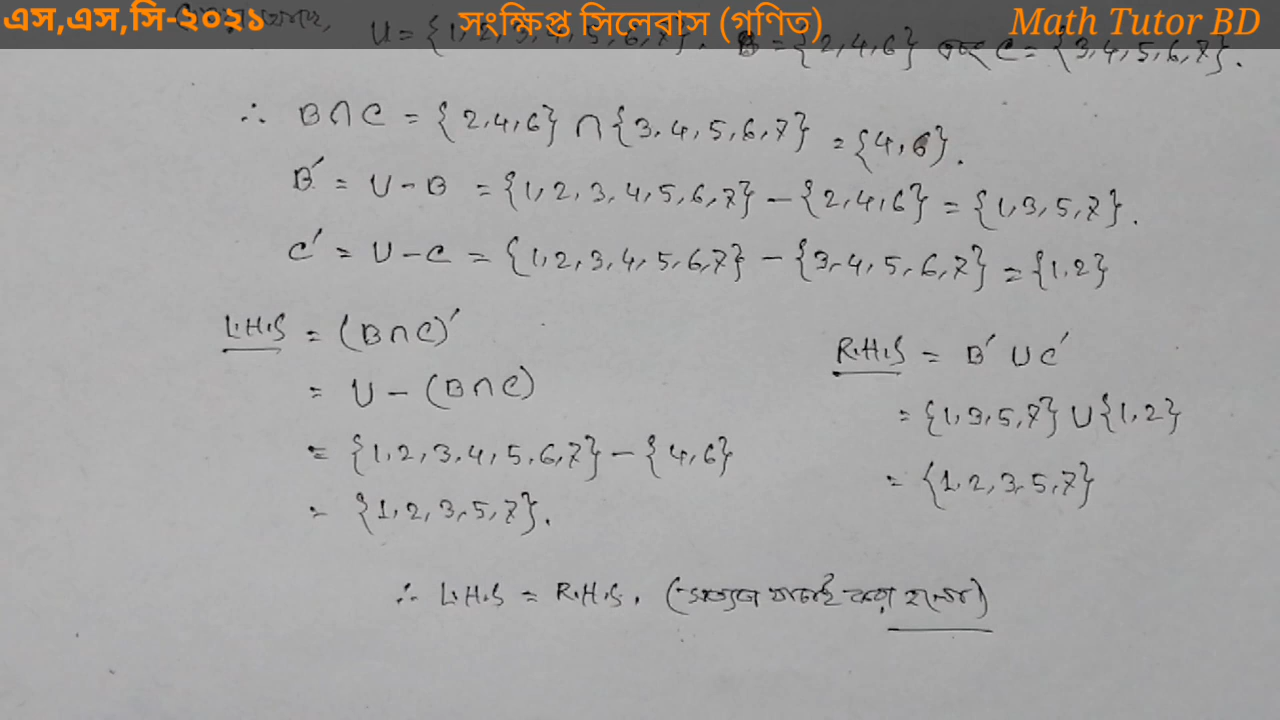 এস,এস,সি-২০২১ সংক্ষিপ্ত সিলেবাস (গণিত) Math Tutor BD
U = {1, 2, 3, 4, 5, 6, 7}. B = {2, 4, 6} এবং C = {3, 4, 5, 6, 7}.
∴ B∩C = {2, 4, 6} ∩ {3, 4, 5, 6, 7} = {4, 6}.
B′ = U - B = {1, 2, 3, 4, 5, 6, 7} - {2, 4, 6} = {1, 3, 5, 7}.
C′ = U - C = {1, 2, 3, 4, 5, 6, 7} - {3, 4, 5, 6, 7} = {1, 2}
L.H.S = (B∩C)′
= U - (B∩C)
= {1, 2, 3, 4, 5, 6, 7} - {4, 6}
= {1, 2, 3, 5, 7}.
R.H.S = B′ ∪ C′
= {1, 3, 5, 7} ∪ {1, 2}
= {1, 2, 3, 5, 7}
∴ L.H.S = R.H.S. (সত্যতা যাচাই করা হলো)